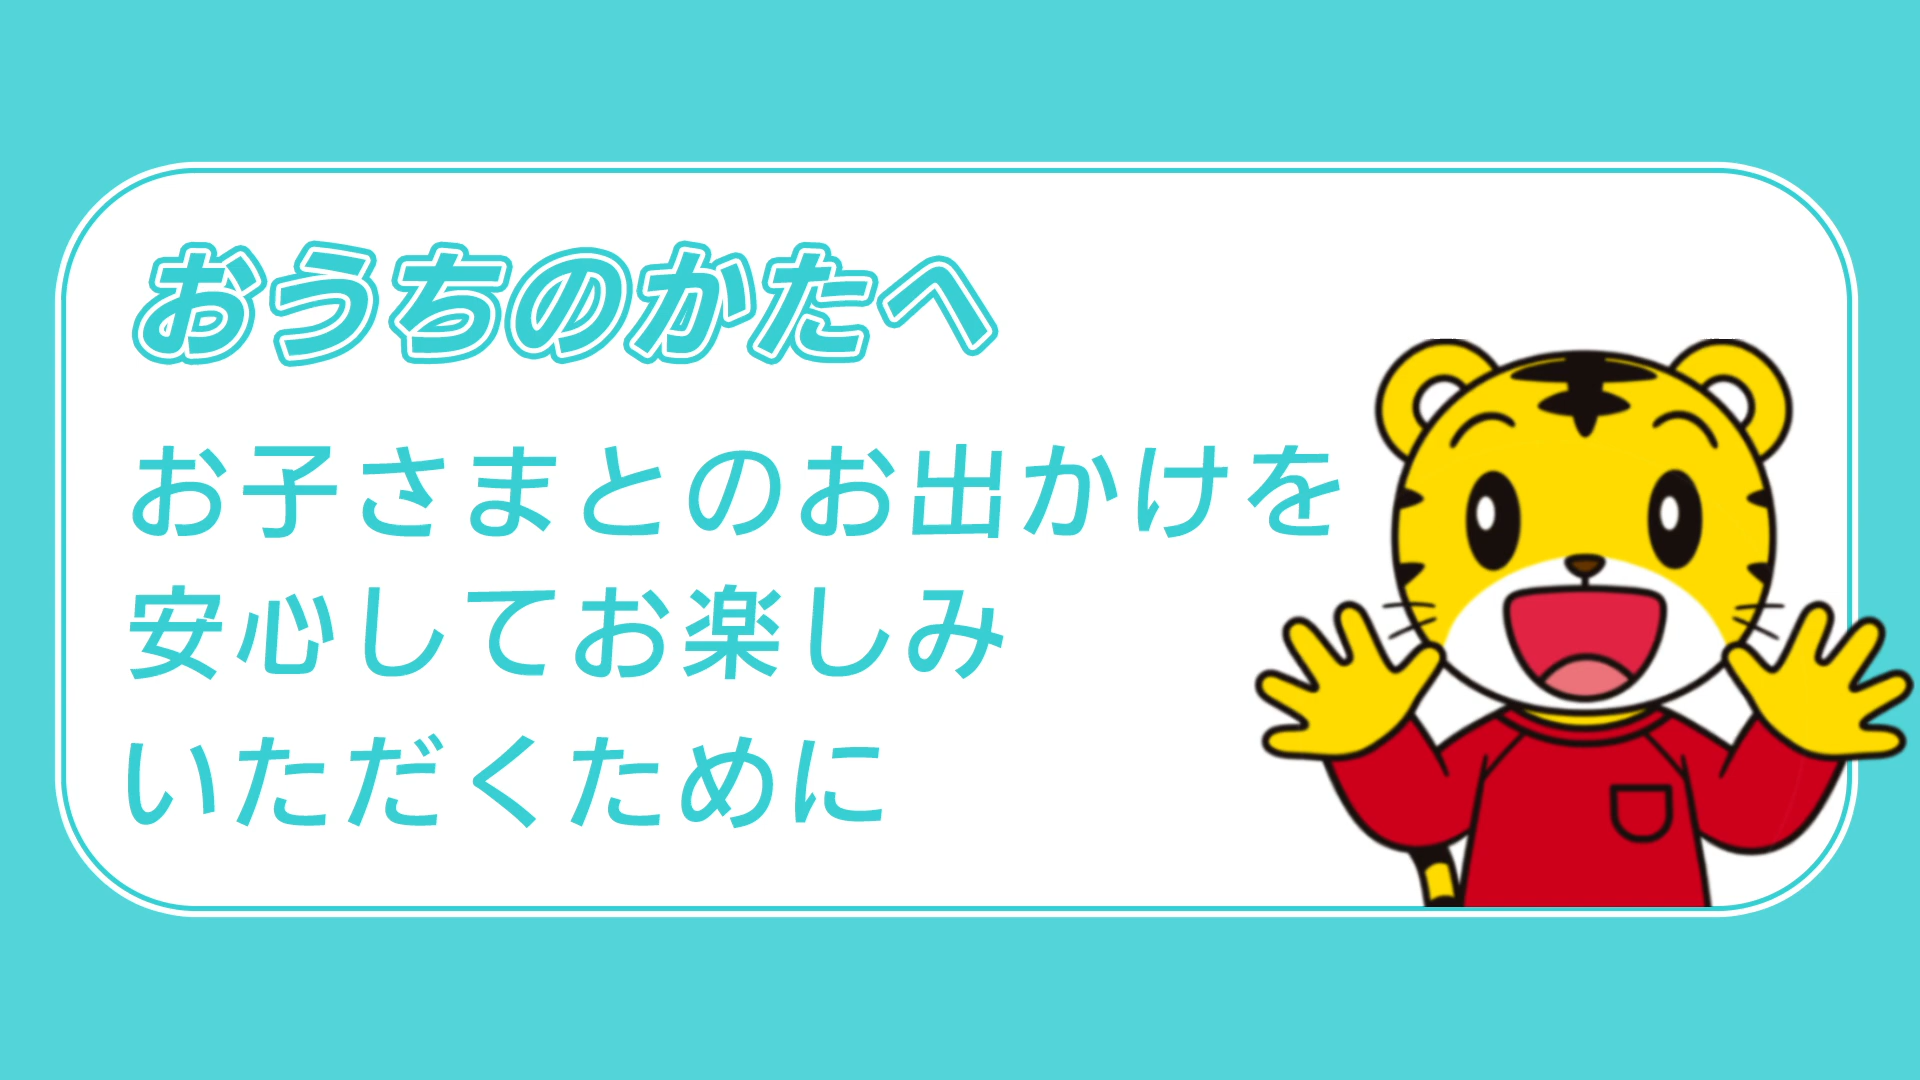 おうちのかたへ
お子さまとのお出かけを
安心してお楽しみ
いただくために